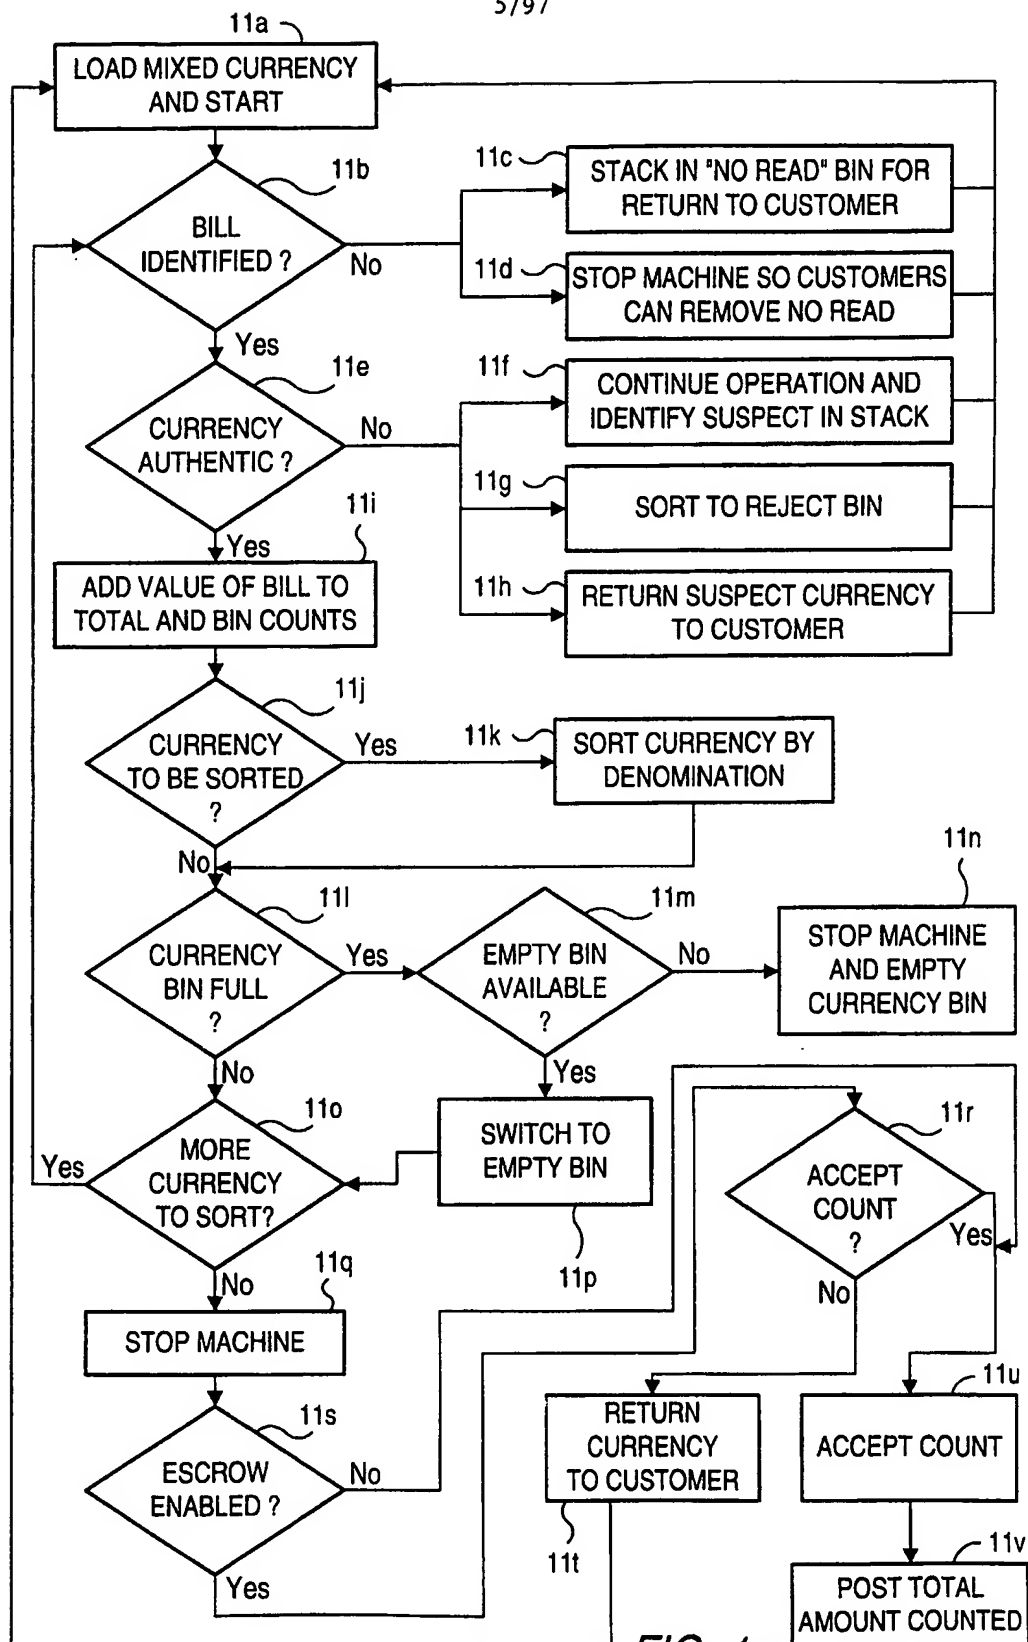 5/97
11a
LOAD MIXED CURRENCY
AND START
11b
BILL
IDENTIFIED ?
No
Yes
11c
STACK IN "NO READ" BIN FOR
RETURN TO CUSTOMER
11d
STOP MACHINE SO CUSTOMERS
CAN REMOVE NO READ
11e
CURRENCY
AUTHENTIC ?
No
Yes
11f
CONTINUE OPERATION AND
IDENTIFY SUSPECT IN STACK
11g
SORT TO REJECT BIN
11h
RETURN SUSPECT CURRENCY
TO CUSTOMER
11i
ADD VALUE OF BILL TO
TOTAL AND BIN COUNTS
11j
CURRENCY
TO BE SORTED
?
Yes
No
11k
SORT CURRENCY BY
DENOMINATION
11l
CURRENCY
BIN FULL
?
Yes
No
11m
EMPTY BIN
AVAILABLE
?
No
Yes
11n
STOP MACHINE
AND EMPTY
CURRENCY BIN
11o
MORE
CURRENCY
TO SORT?
Yes
No
SWITCH TO
EMPTY BIN
11p
11r
ACCEPT
COUNT
?
Yes
No
11q
STOP MACHINE
11s
ESCROW
ENABLED ?
No
Yes
RETURN
CURRENCY
TO CUSTOMER
11t
11u
ACCEPT COUNT
11v
POST TOTAL
AMOUNT COUNTED